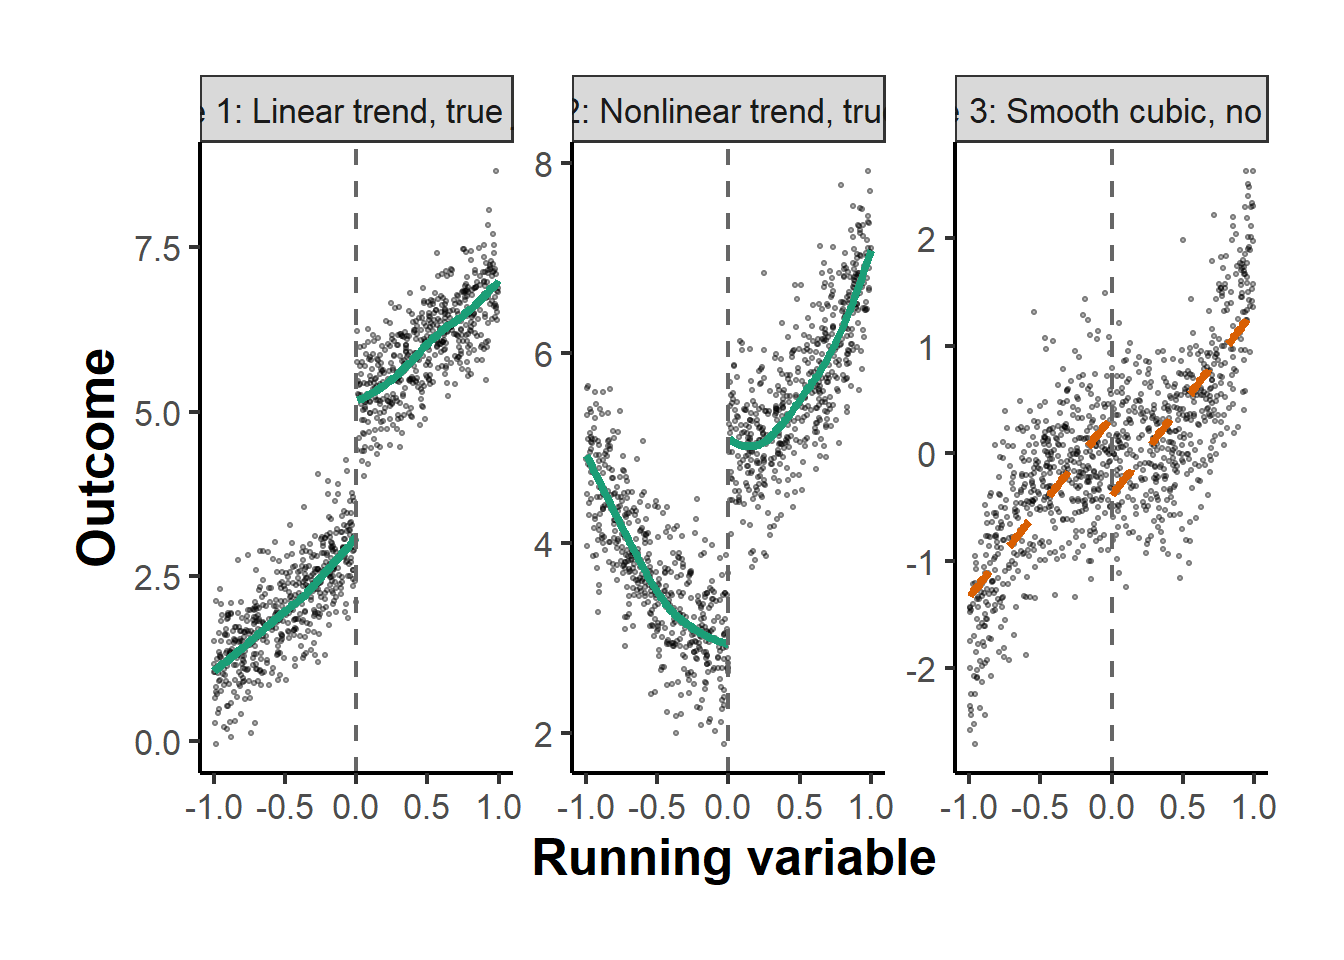 1: Linear trend, true
2: Nonlinear trend,
3: Smooth cubic, no
Outcome
7.5
5.0
2.5
0.0
8
6
4
2
2
1
0
-1
-2
-1.0 -0.5 0.0 0.5 1.0
-1.0 -0.5 0.0 0.5 1.0
-1.0 -0.5 0.0 0.5 1.0
Running variable